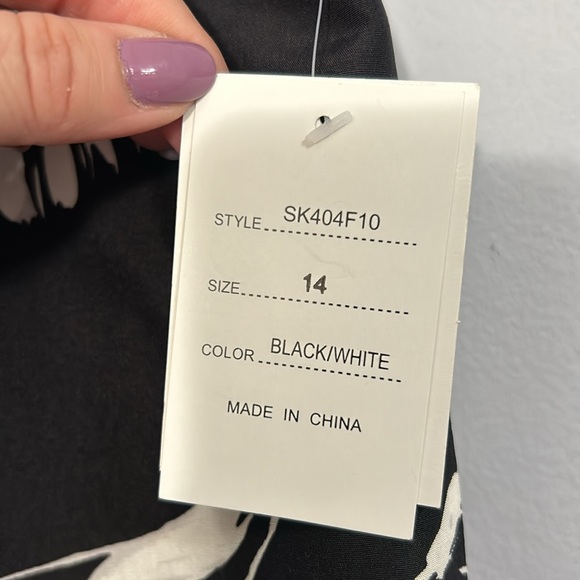 STYLE SK404F10
SIZE 14
COLOR BLACK/WHITE
MADE IN CHINA